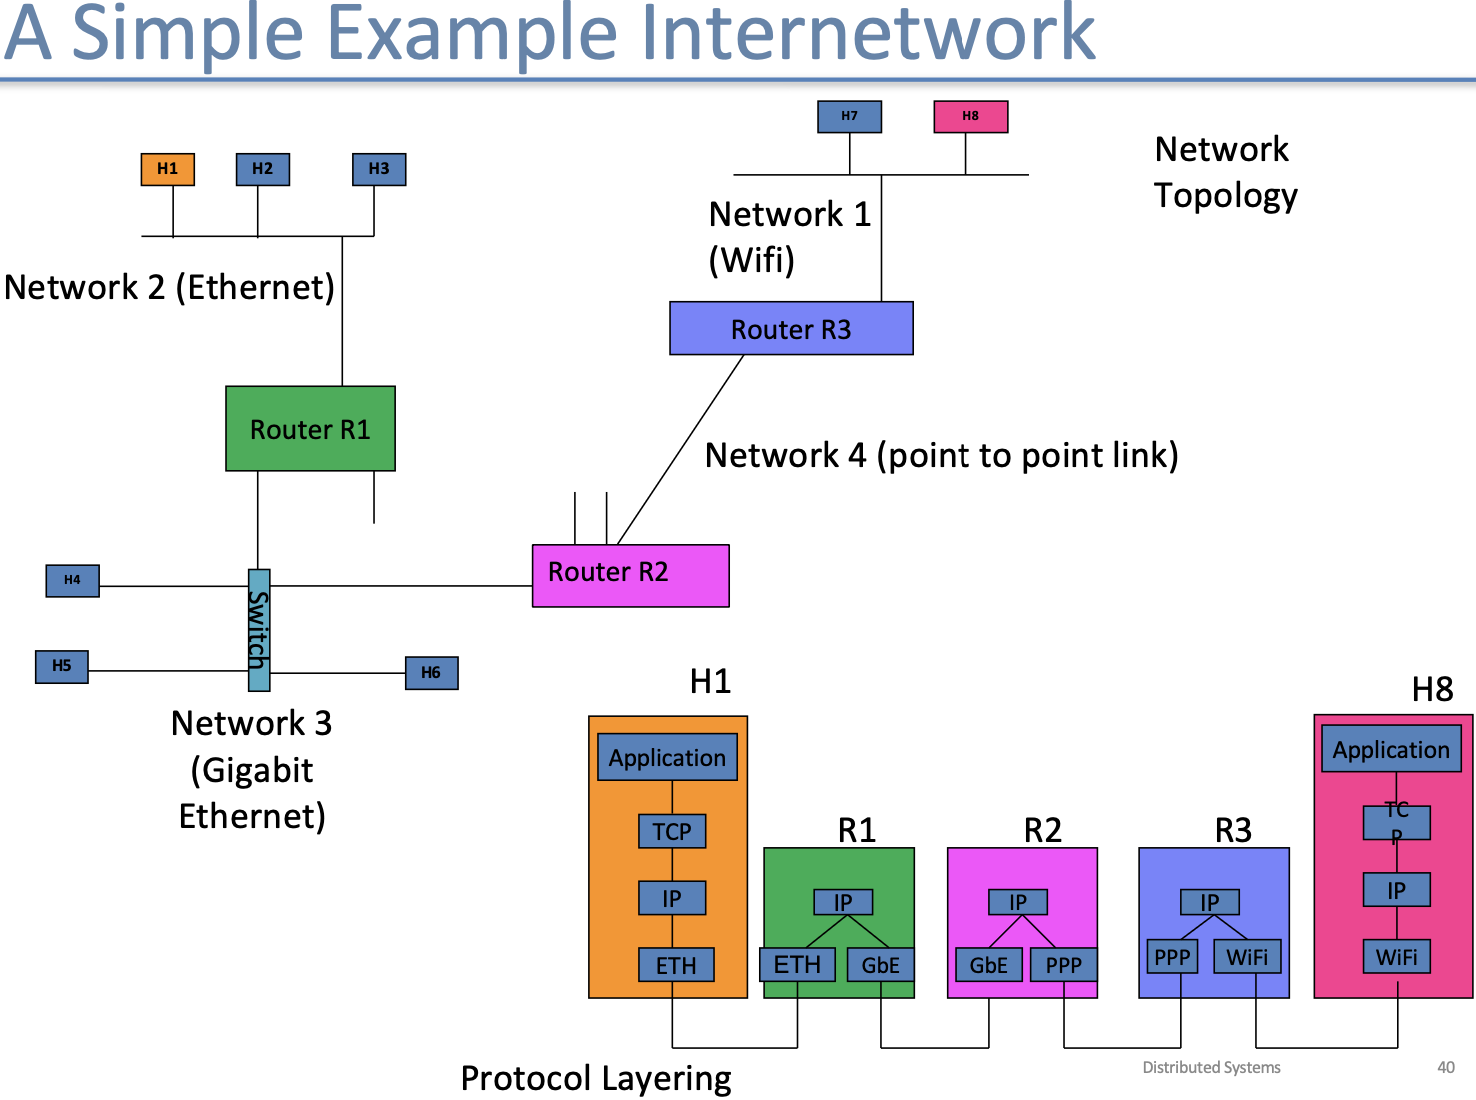 A Simple Example Internetwork
H7
H8
Network
Topology
H1
H2
H3
Network 1
(Wifi)
Network 2 (Ethernet)
Router R3
Router R1
Network 4 (point to point link)
Router R2
H4
Switch
H5
H6
Network 3
(Gigabit
Ethernet)
H1
Application
TCP
IP
ETH
R1
IP
ETH
GbE
R2
IP
GbE
PPP
R3
IP
PPP
WiFi
H8
Application
TC
P
IP
WiFi
Protocol Layering
Distributed Systems
40